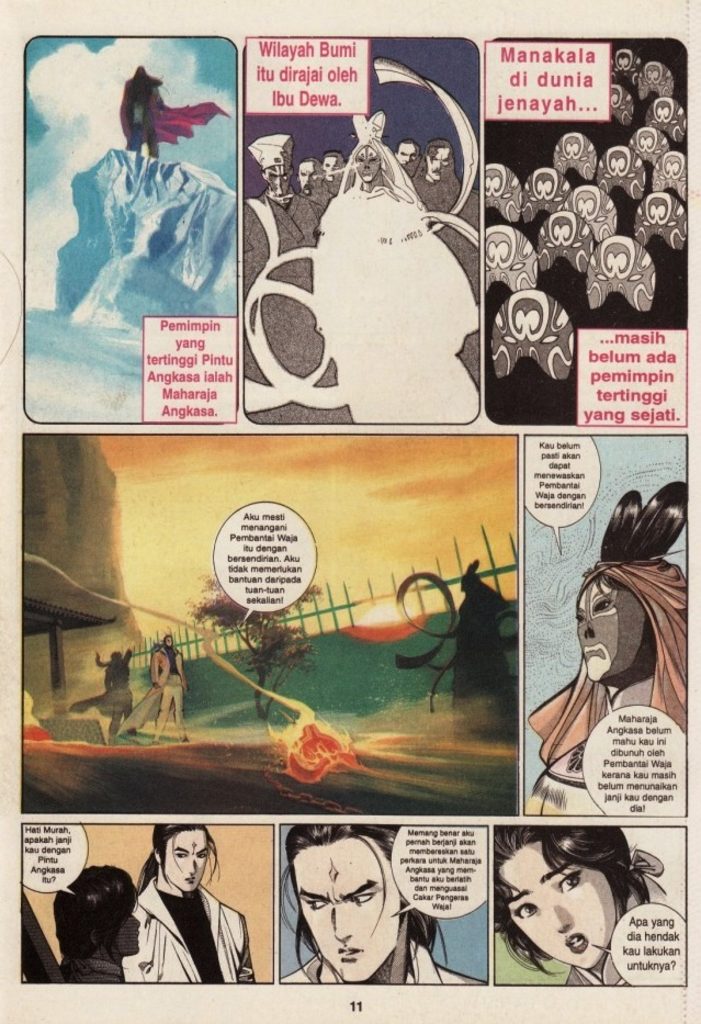 Pemimpin
yang
tertinggi Pintu
Angkasa ialah
Maharaja
Angkasa.
Wilayah Bumi
itu dirajai oleh
Ibu Dewa.
Manakala
di dunia
jenayah...
...masih
belum ada
pemimpin
tertinggi
yang sejati.
Aku mesti
menangani
Pembantai Waja
itu dengan
bersendirian. Aku
tidak memerlukan
bantuan daripada
tuan-tuan
sekalian!
Kau belum
pasti akan
dapat
menewaskan
Pembantai
Waja dengan
bersendirian!
Maharaja
Angkasa belum
mahu kau ini
dibunuh oleh
Pembantai Waja
kerana kau masih
belum menunaikan
janji kau dengan
dia!
Hati Murah,
apakah janji
kau dengan
Pintu
Angkasa
itu?
Memang benar aku
pernah berjanji akan
membereskan satu
perkara untuk Maharaja
Angkasa yang mem-
bantu aku berlatih
dan menguasai
Cakar Pengeras
Waja!
Apa yang
dia hendak
kau lakukan
untuknya?
11